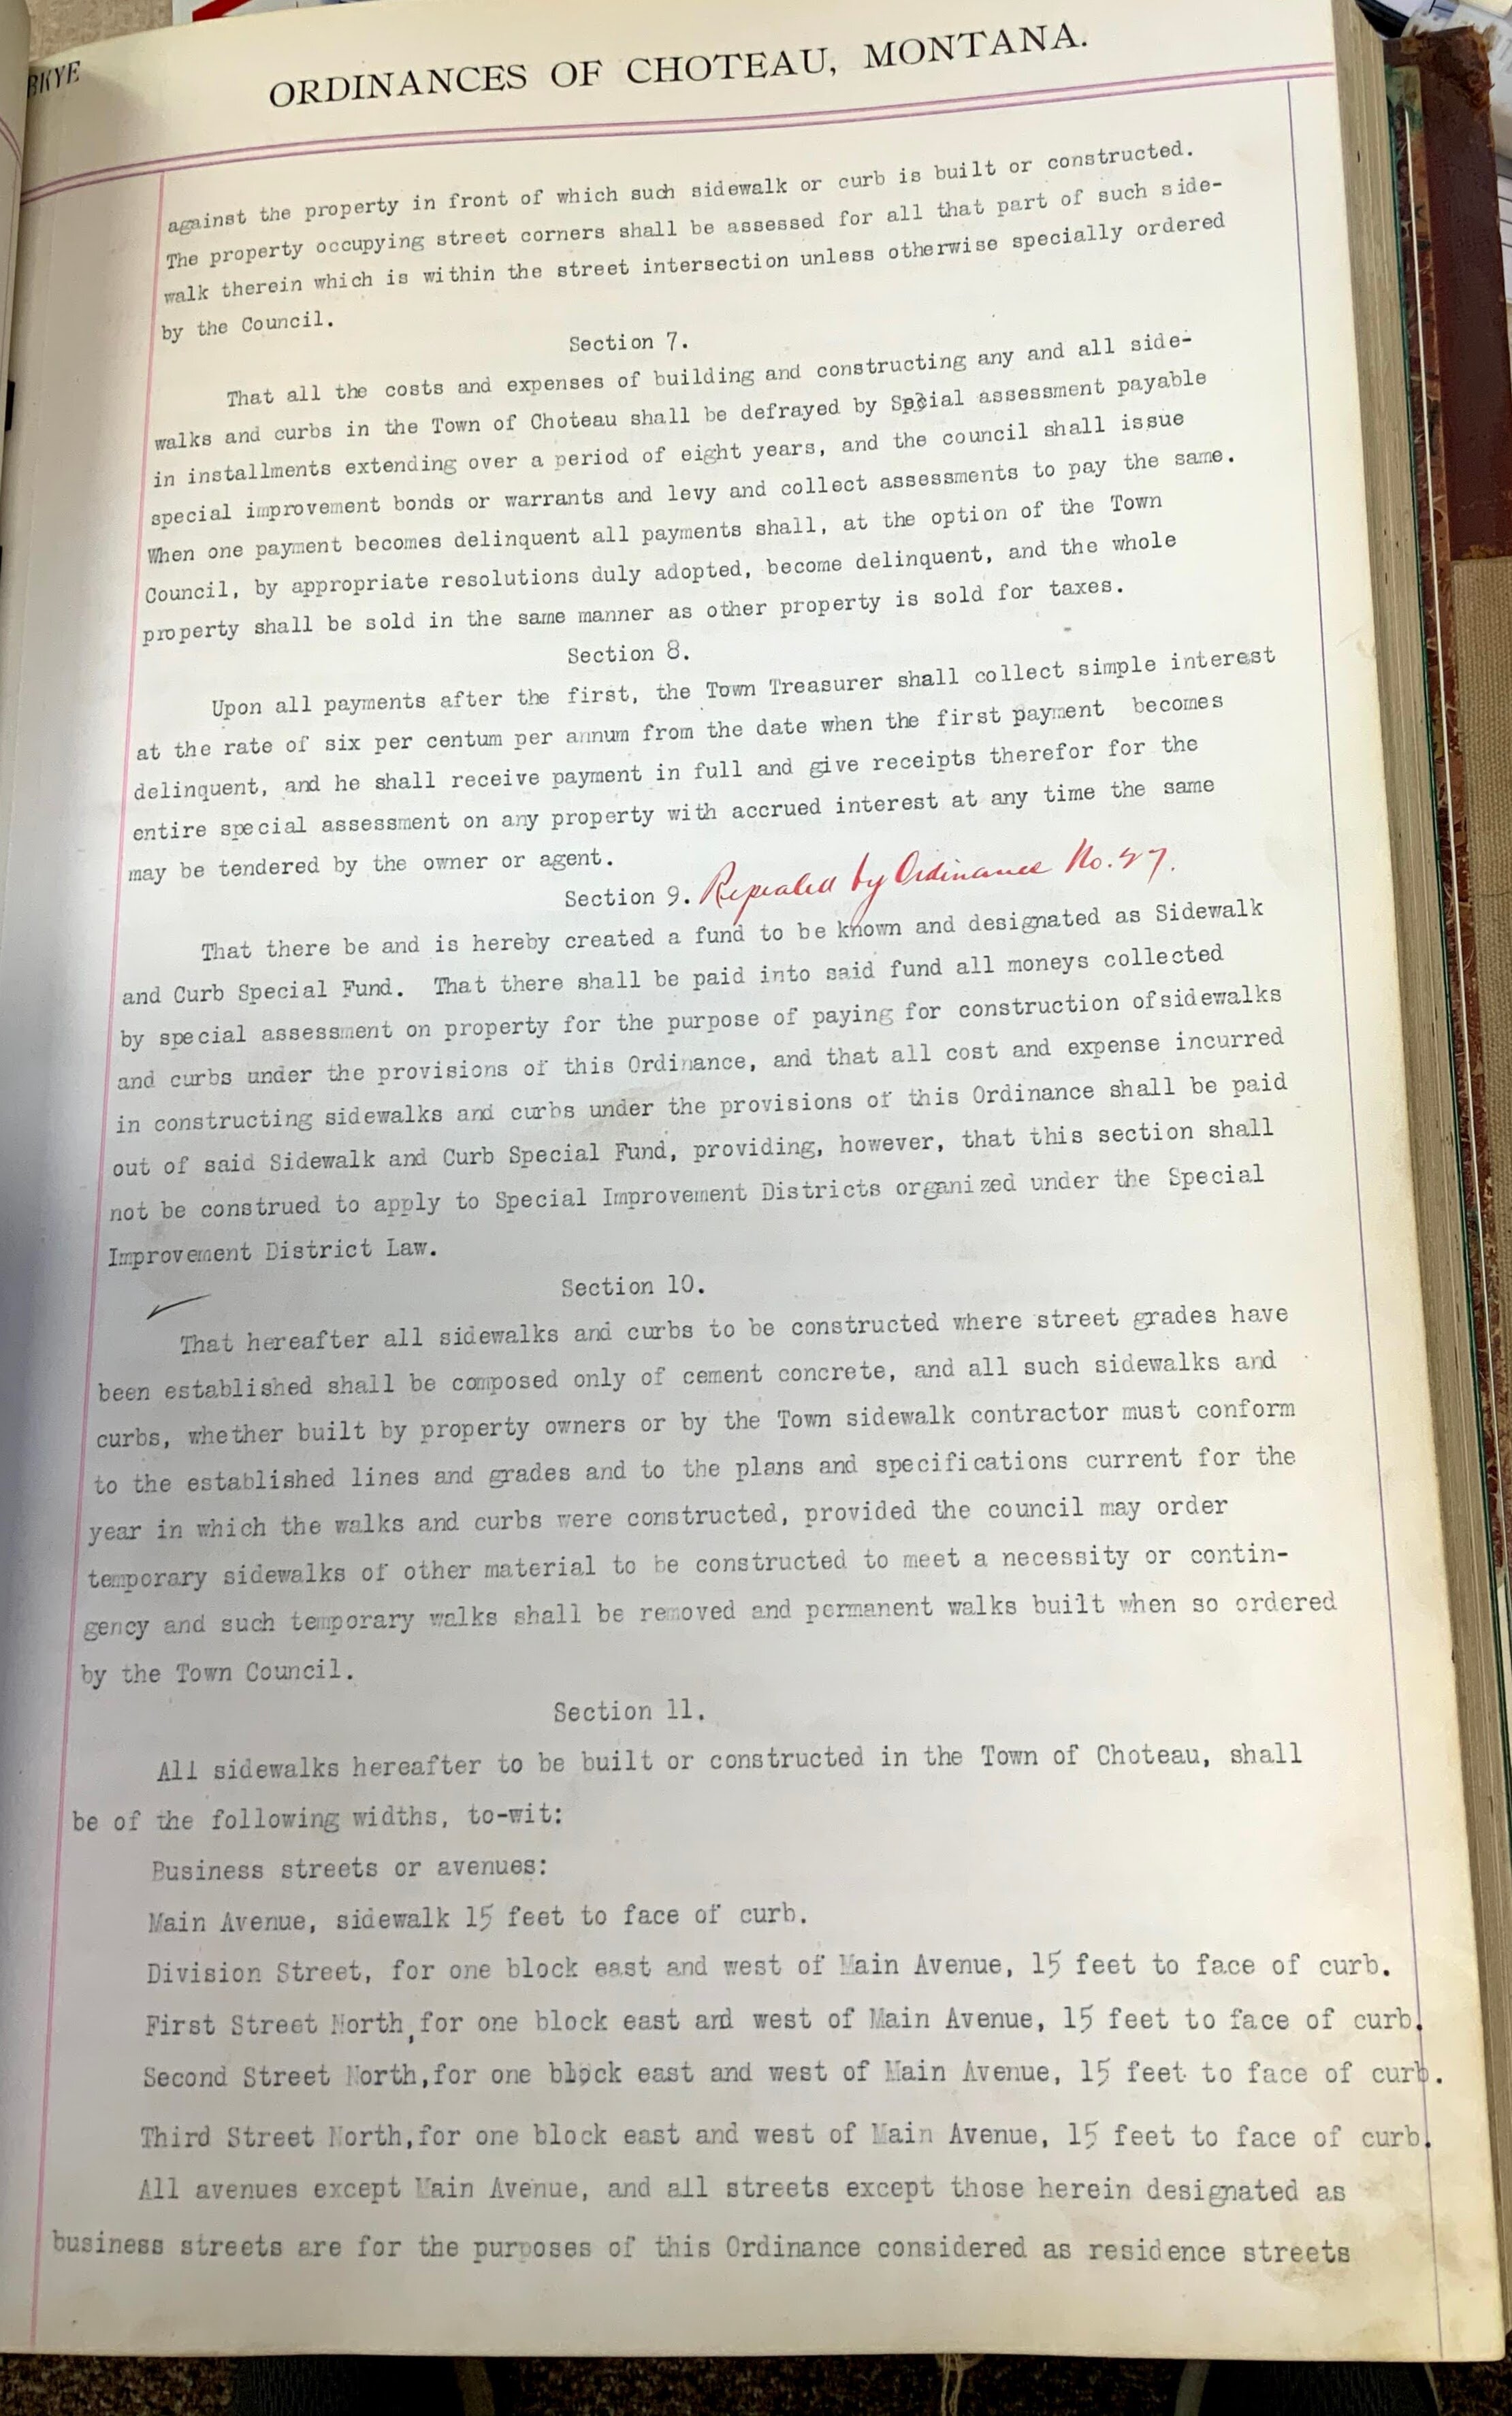 BKYE
ORDINANCES OF CHOTEAU, MONTANA.
against the property in front of which such sidewalk or curb is built or constructed.
The property occupying street corners shall be assessed for all that part of such side-
walk therein which is within the street intersection unless otherwise specially ordered
by the Council.
Section 7.
That all the costs and expenses of building and constructing any and all side-
walks and curbs in the Town of Choteau shall be defrayed by Special assessment payable
in installments extending over a period of eight years, and the council shall issue
special improvement bonds or warrants and levy and collect assessments to pay the same.
When one payment becomes delinquent all payments shall, at the option of the Town
Council, by appropriate resolutions duly adopted, become delinquent, and the whole
property shall be sold in the same manner as other property is sold for taxes.
Section 8.
Upon all payments after the first, the Town Treasurer shall collect simple interest
at the rate of six per centum per annum from the date when the first payment becomes
delinquent, and he shall receive payment in full and give receipts therefor for the
entire special assessment on any property with accrued interest at any time the same
may be tendered by the owner or agent.
Section 9. Repealed by Ordinance No.
That there be and is hereby created a fund to be known and designated as Sidewalk
and Curb Special Fund. That there shall be paid into said fund all moneys collected
by special assessment on property for the purpose of paying for construction ofsidewalks
and curbs under the provisions of this Ordinance, and that all cost and expense incurred
in constructing sidewalks and curbs under the provisions of this Ordinance shall be paid
out of said Sidewalk and Curb Special Fund, providing, however, that this section shall
not be construed to apply to Special Improvement Districts organized under the Special
Improvement District Law.
Section 10.
That hereafter all sidewalks and curbs to be constructed where street grades have
been established shall be composed only of cement concrete, and all such sidewalks and
curbs, whether built by property owners or by the Town sidewalk contractor must conform
to the established lines and grades and to the plans and specifications current for the
year in which the walks and curbs were constructed, provided the council may order
temporary sidewalks of other material to be constructed to meet a necessity or contin-
gency and such temporary walks shall be removed and permanent walks built when so ordered
by the Town Council.
Section 11.
All sidewalks hereafter to be built or constructed in the Town of Choteau, shall
be of the following widths, to-wit:
Business streets or avenues:
Main Avenue, sidewalk 15 feet to face of curb.
Division Street, for one block east and west of Main Avenue, 15 feet to face of curb.
First Street North, for one block east and west of Main Avenue, 15 feet to face of curb.
Second Street North,for one block east and west of Main Avenue, 15 feet to face of curb.
Third Street North,for one block east and west of Main Avenue, 15 feet to face of curb.
All avenues except Main Avenue, and all streets except those herein designated as
business streets are for the purposes of this Ordinance considered as residence streets